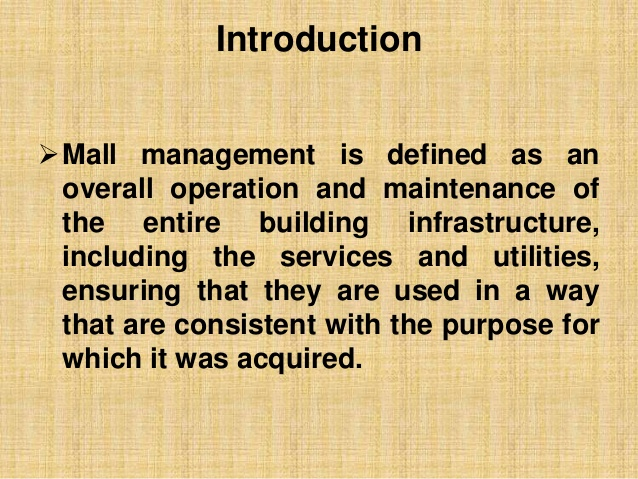 Introduction
➢Mall management is defined as an
overall operation and maintenance of
the entire building infrastructure,
including the services and utilities,
ensuring that they are used in a way
that are consistent with the purpose for
which it was acquired.